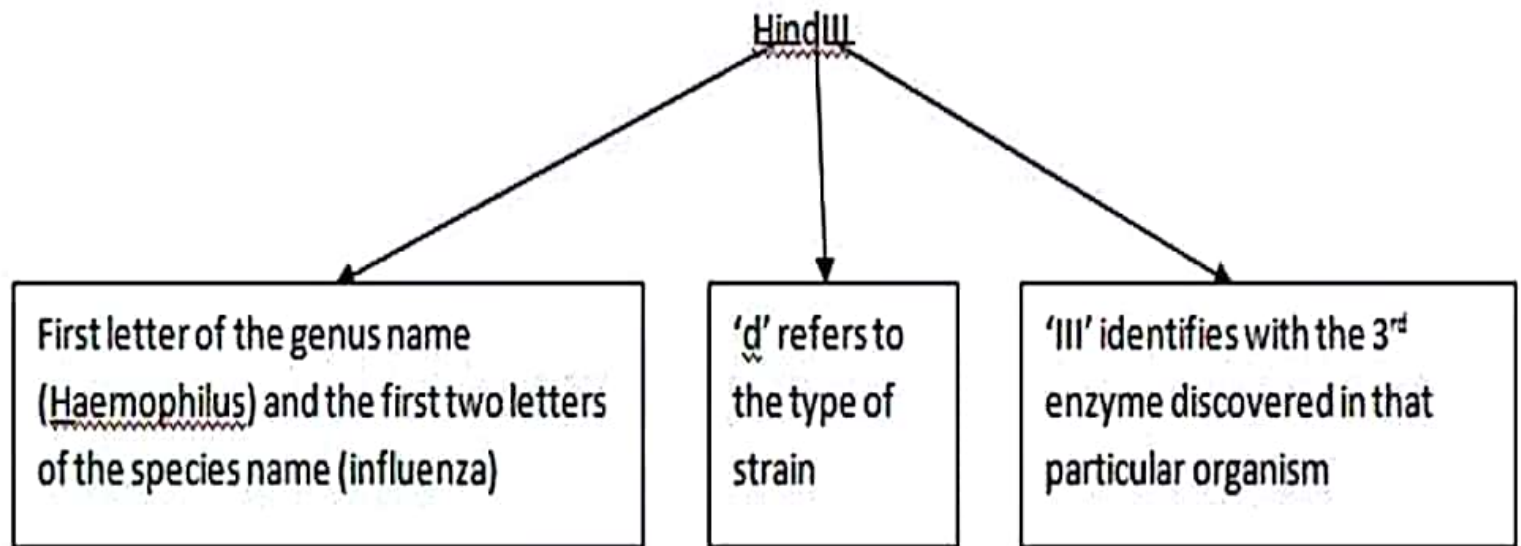 HindIII
First letter of the genus name
(Haemophilus) and the first two letters
of the species name (influenza)
‘d’ refers to
the type of
strain
‘III’ identifies with the 3rd
enzyme discovered in that
particular organism